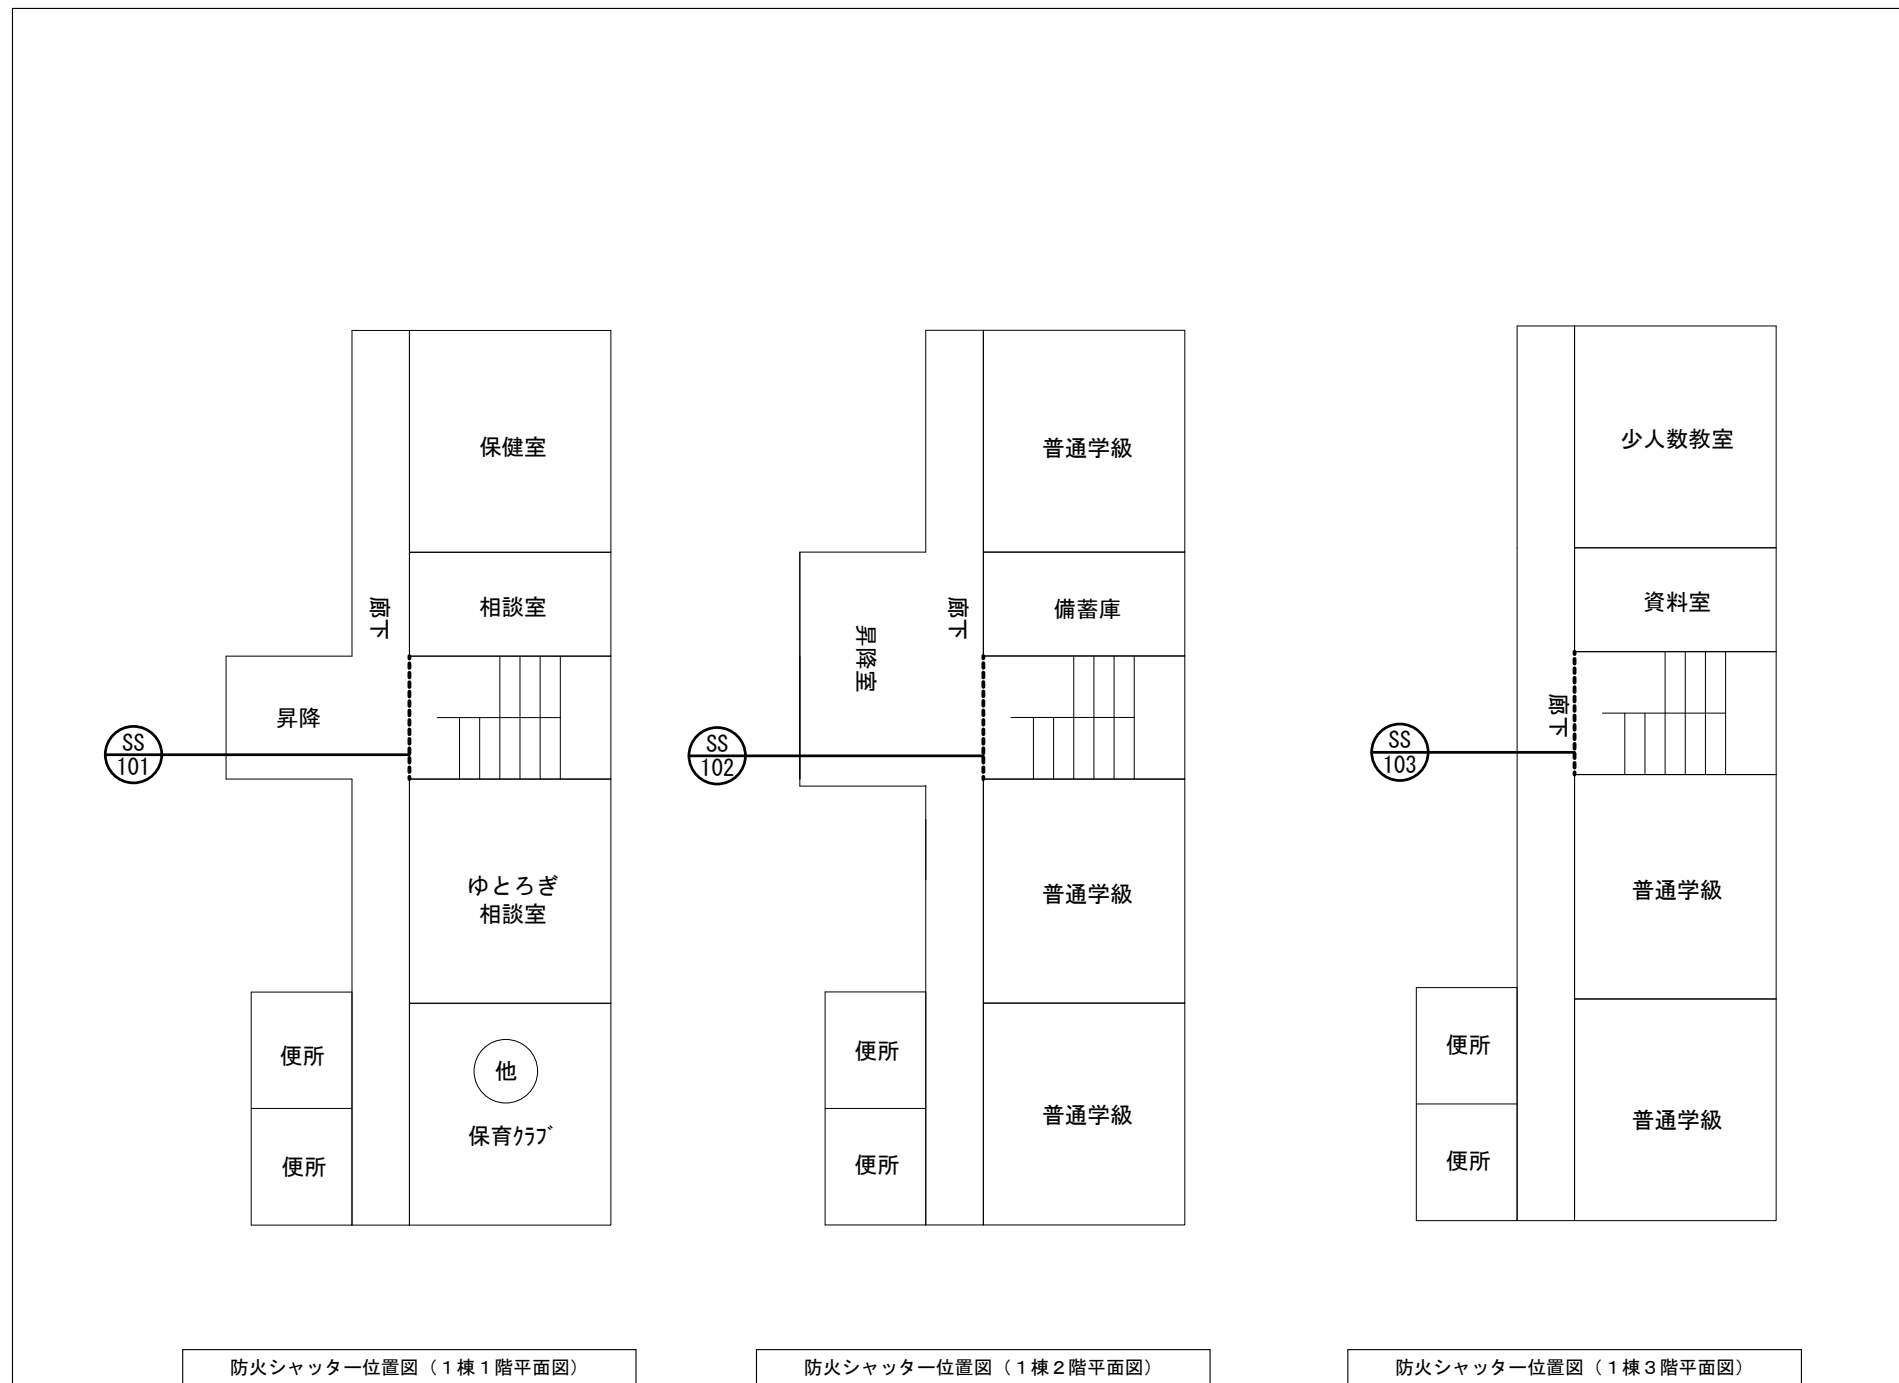 保健室
相談室
廊下
昇降
SS
101
ゆとろぎ
相談室
便所
便所
他
保育ｸﾗﾌﾞ
防火シャッター位置図（１棟１階平面図）
普通学級
備蓄庫
廊下
昇降室
SS
102
普通学級
便所
便所
普通学級
防火シャッター位置図（１棟２階平面図）
少人数教室
資料室
廊下
SS
103
普通学級
便所
便所
普通学級
防火シャッター位置図（１棟３階平面図）